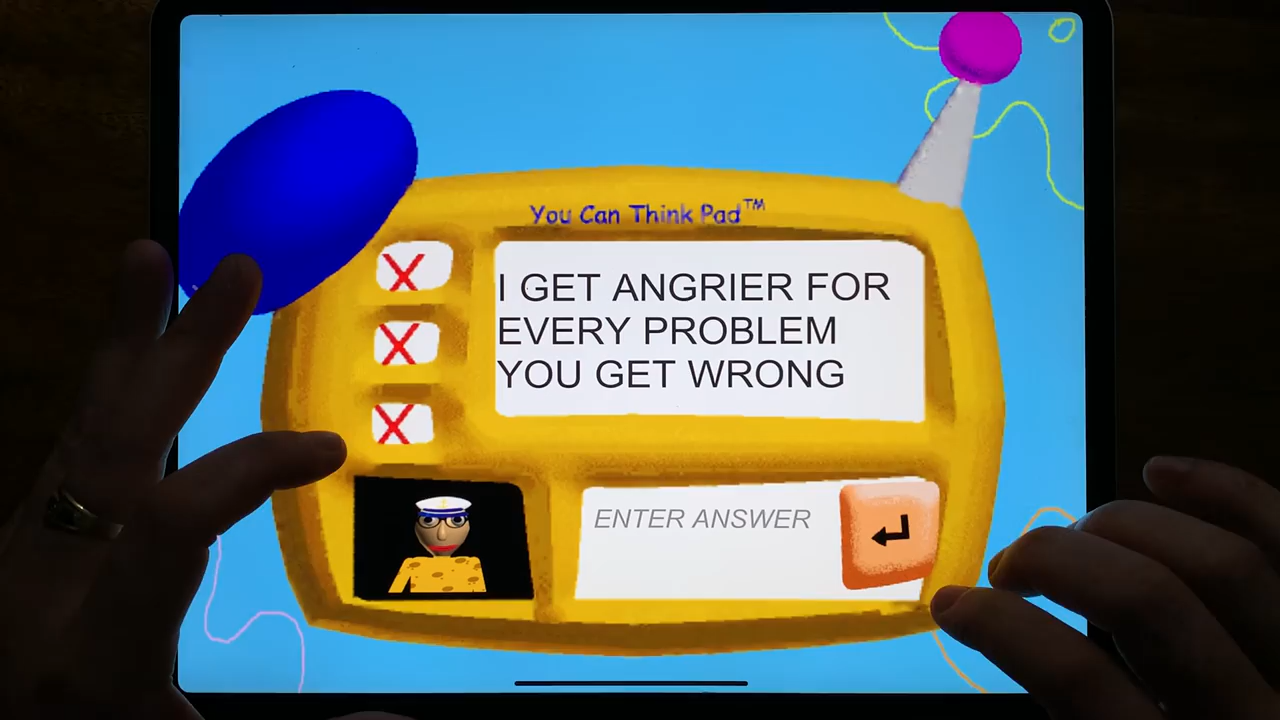 You Can Think Pad™
I GET ANGRIER FOR
EVERY PROBLEM
YOU GET WRONG
ENTER ANSWER